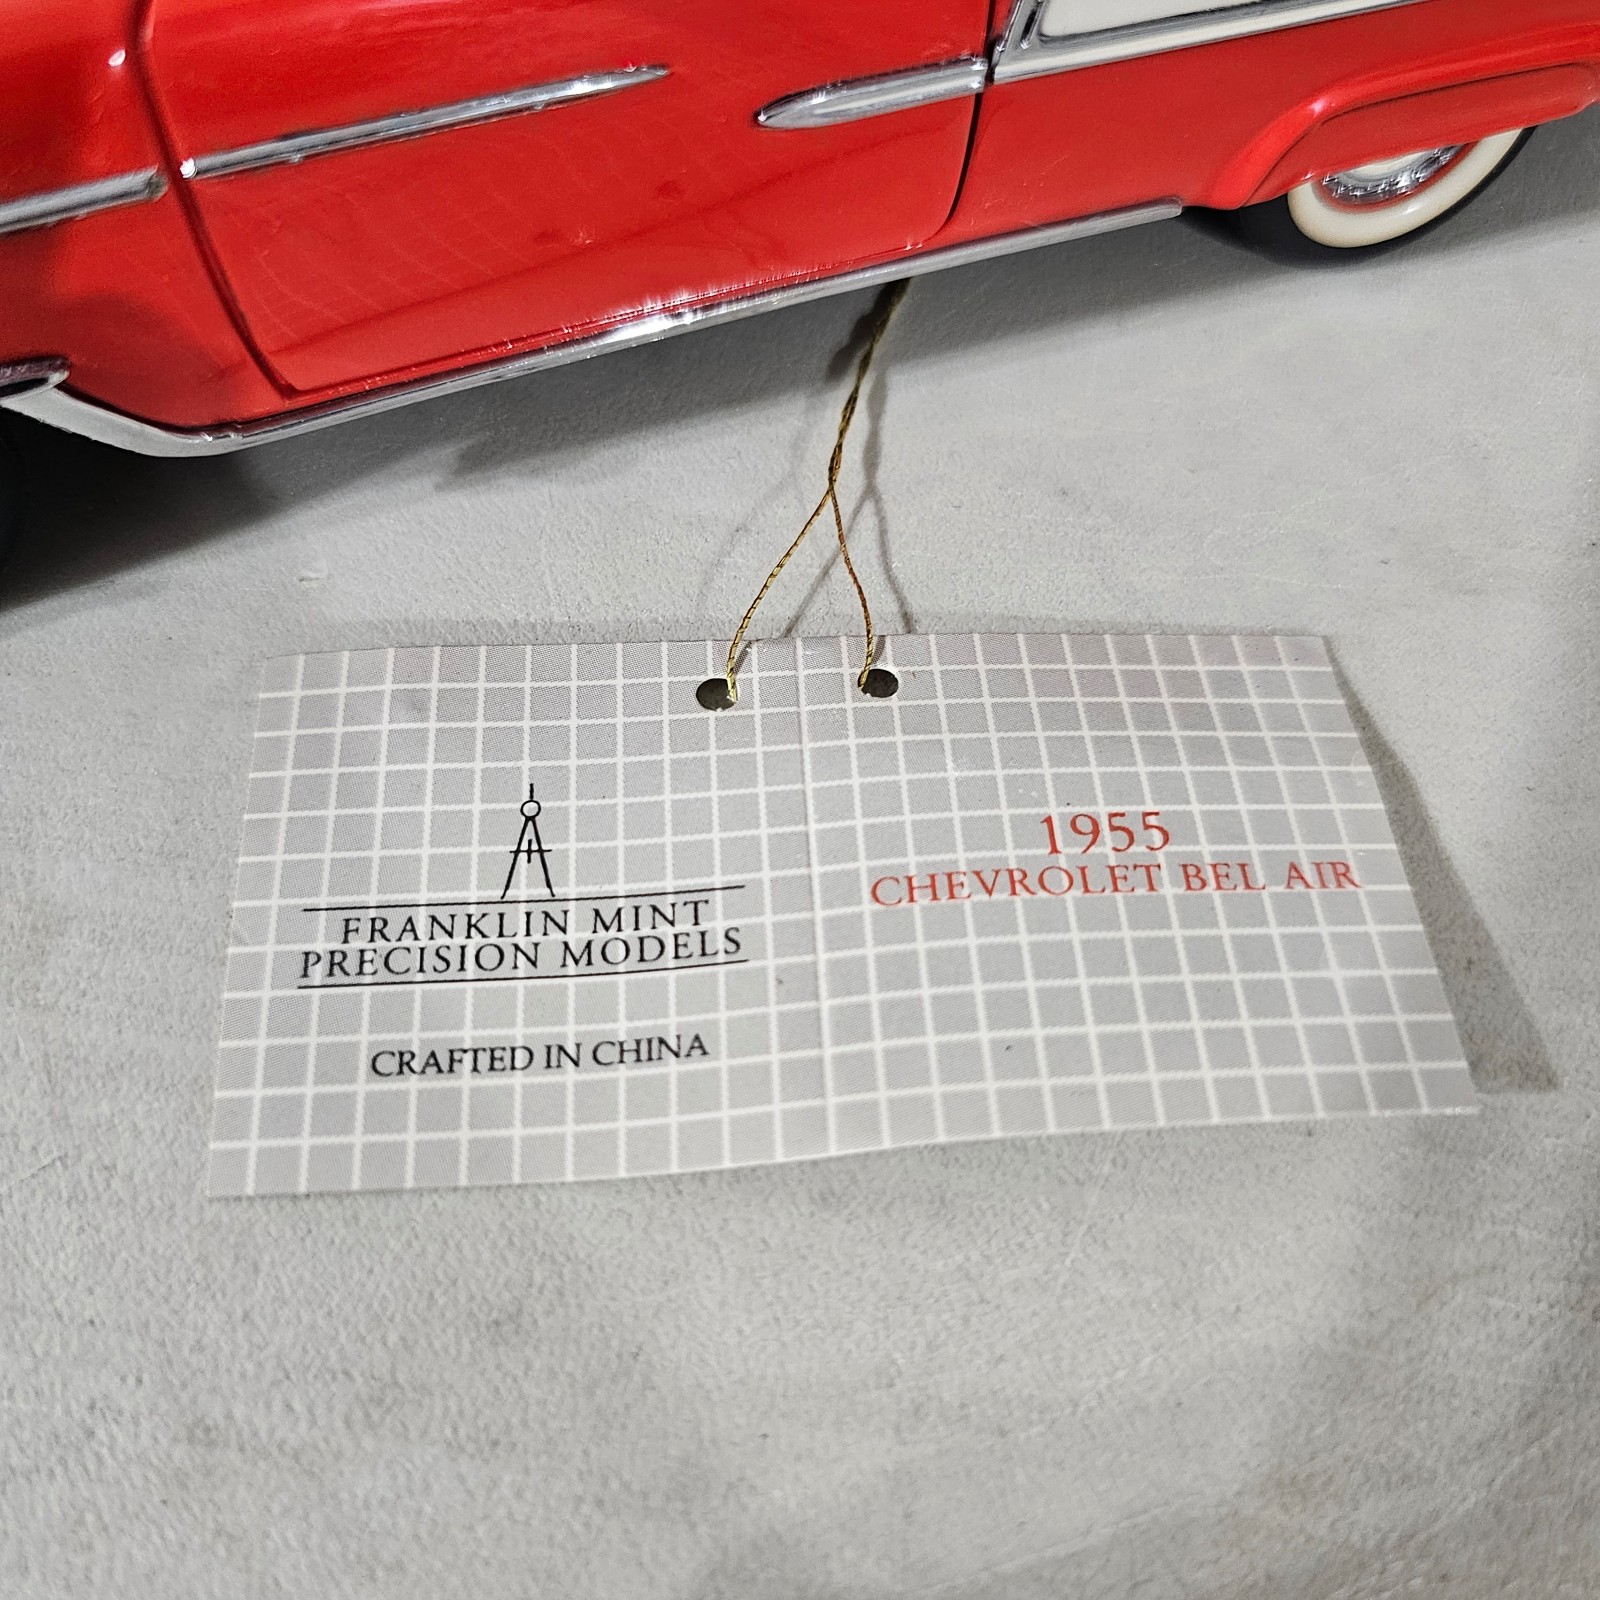 FRANKLIN MINT
PRECISION MODELS
CRAFTED IN CHINA
1955
CHEVROLET BEL AIR